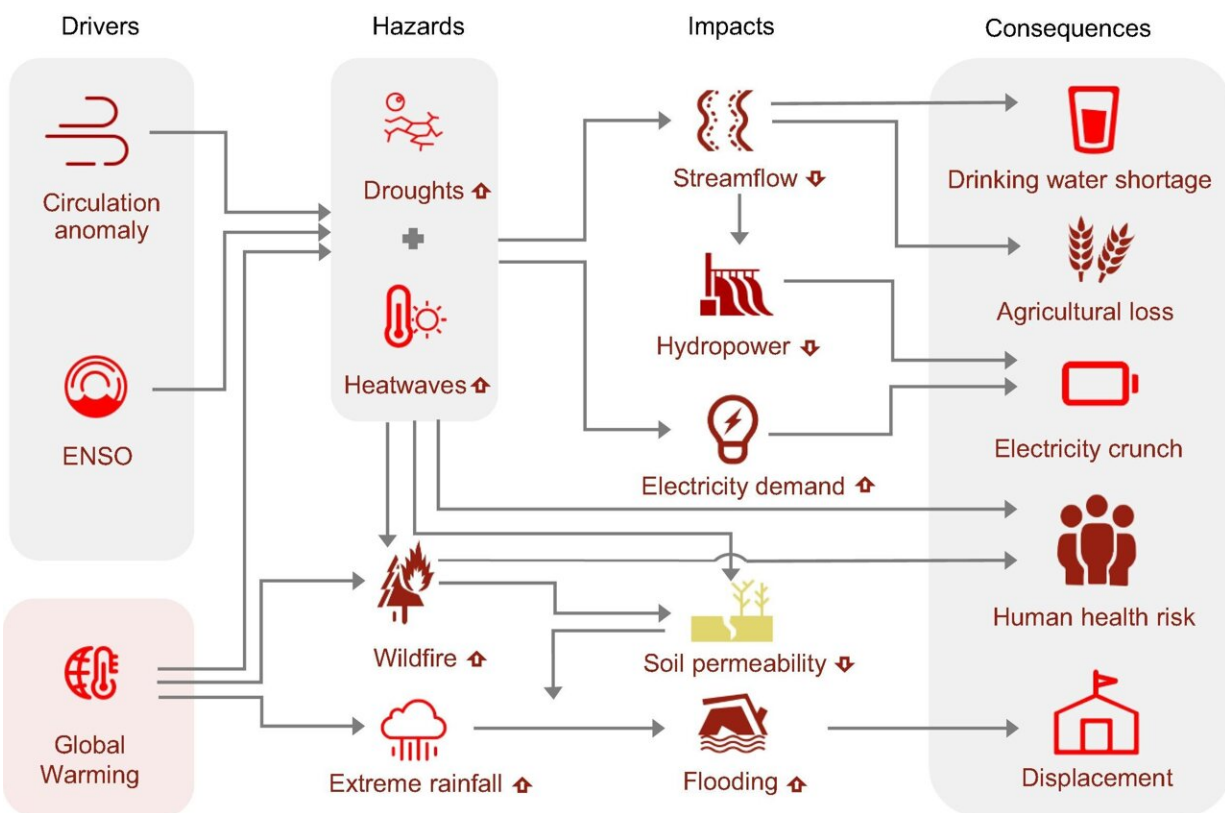 Drivers
Hazards
Impacts
Consequences
Circulation
anomaly
ENSO
Global
Warming
Droughts
Heatwaves
Wildfire
Extreme rainfall
Streamflow
Hydropower
Electricity demand
Soil permeability
Flooding
Drinking water shortage
Agricultural loss
Electricity crunch
Human health risk
Displacement